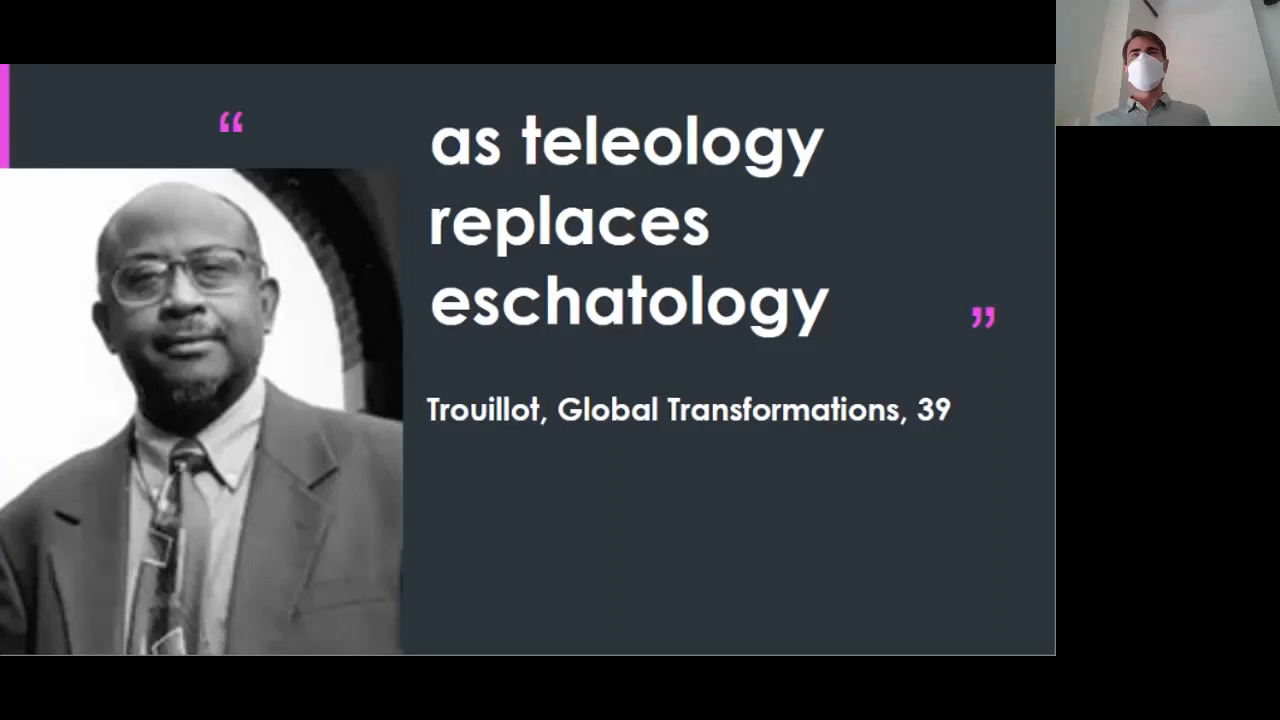 “
as teleology
replaces
eschatology
”
Trouillot, Global Transformations, 39